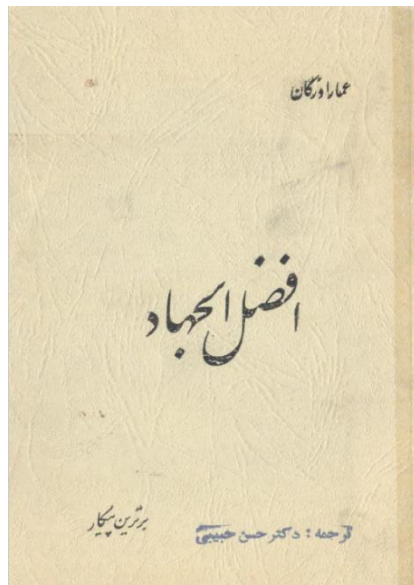 عمار اوزگان
افضل الجهاد
برترین پیکار
ترجمه : دکتر حسن حبیبی